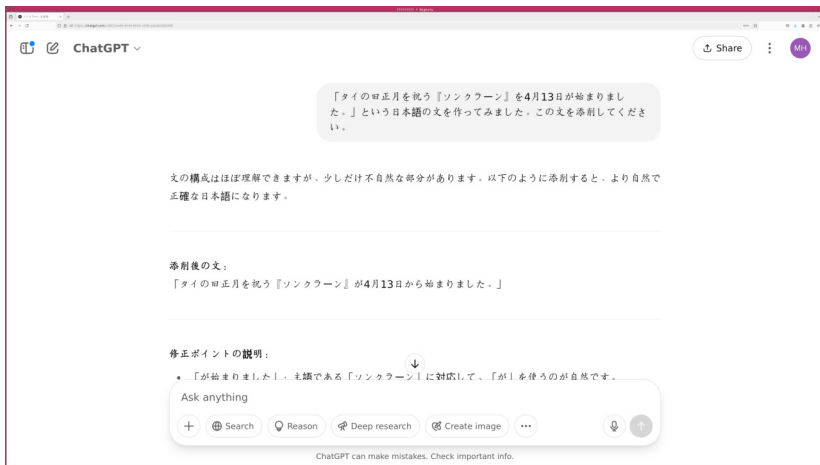 ChatGPT
Share
MH
「タイの旧正月を祝う『ソンクラーン』を4月13日が始まりまし
た。」という日本語の文を作ってみました。この文を添削してくださ
い。
文の構成はほぼ理解できますが、少しだけ不自然な部分があります。以下のように添削すると、より自然で
正確な日本語になります。
添削後の文：
「タイの旧正月を祝う『ソンクラーン』が4月13日から始まりました。」
修正ポイントの説明：
• 「が始まりました」：主語である「ソンクラーン」に対応して、「が」を使うのが自然です。
Ask anything
Search
Reason
Deep research
Create image
ChatGPT can make mistakes. Check important info.